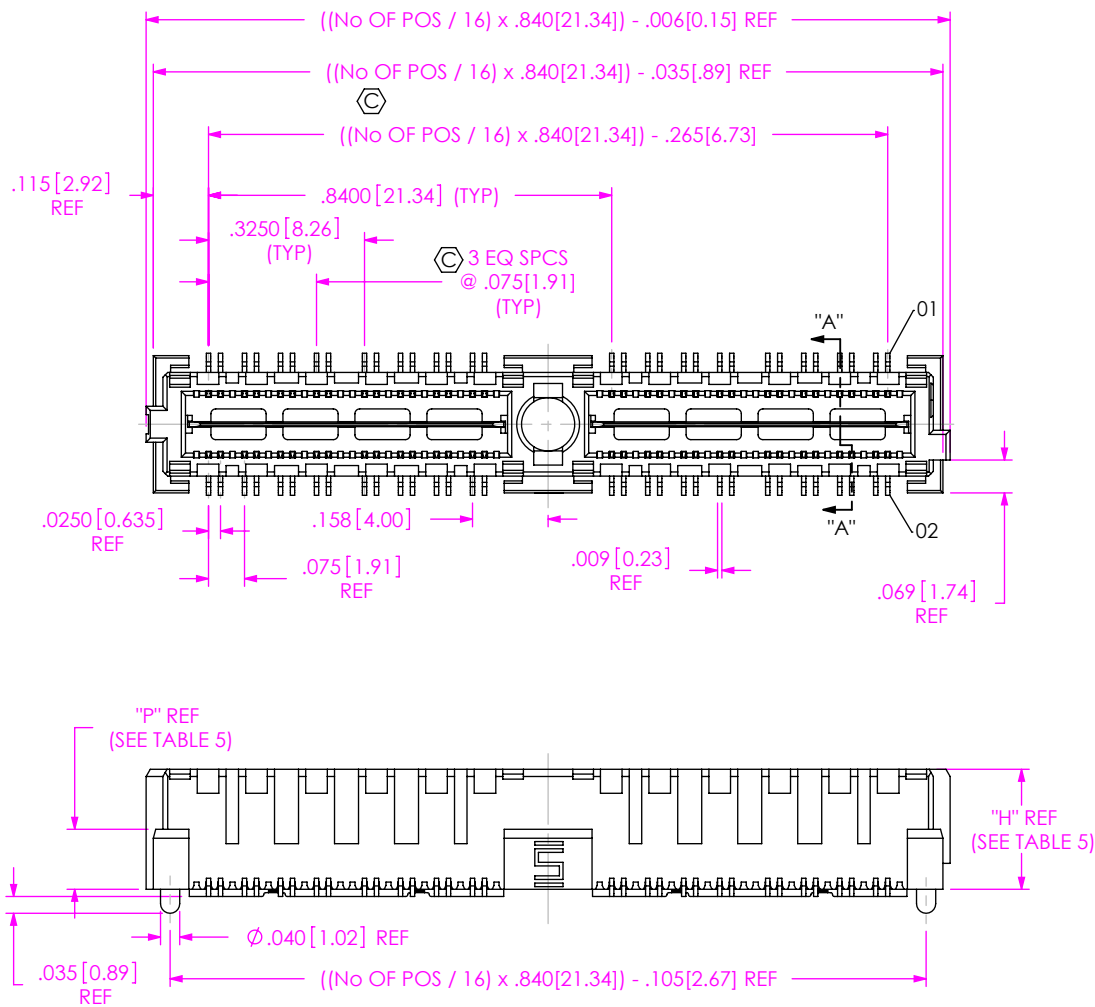 ((No OF POS / 16) x .840[21.34]) - .006[0.15] REF
((No OF POS / 16) x .840[21.34]) - .035[.89] REF
C
((No OF POS / 16) x .840[21.34]) - .265[6.73]
.115[2.92]
REF
.8400[21.34] (TYP)
.3250[8.26]
(TYP)
C 3 EQ SPCS
@ .075[1.91]
(TYP)
"A"
01
.0250[0.635]
REF
.158[4.00]
.075[1.91]
REF
.009[0.23]
REF
"A"
02
.069[1.74]
REF
"P" REF
(SEE TABLE 5)
"H" REF
(SEE TABLE 5)
Ø.040[1.02] REF
.035[0.89]
REF
((No OF POS / 16) x .840[21.34]) - .105[2.67] REF